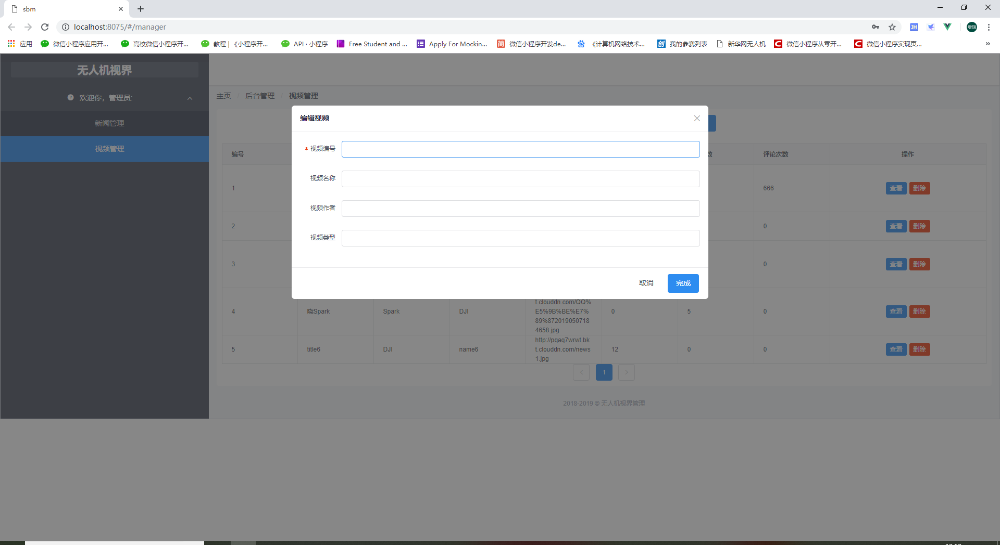 sbm
localhost:8075/#/manager
增瑞
应用
微信小程序应用开...
高校微信小程序开...
教程 | 《小程序开...
API · 小程序
Free Student and ...
Apply For Mockin...
简
微信小程序开发de...
《计算机网络技术...
创
我的参赛列表
新华网无人机
C
微信小程序从零开...
C
微信小程序实现页...
»
无人机视界
欢迎你，管理员:
新闻管理
视频管理
主页 / 后台管理 / 视频管理
编辑视频
* 视频编号
视频名称
视频作者
视频类型
取消 完成
编号 数 评论次数 操作
1 666 查看 删除
2 0 查看 删除
3 0 查看 删除
4 晓Spark Spark DJI
t.clouddn.com/QQ%
E5%9B%BE%E7%
89%872019050718
4658.jpg
0 5 0 查看 删除
5 title6 DJI name6
http://pqaq7wrwt.bk
t.clouddn.com/news
1.jpg
12 0 0 查看 删除
1
2018-2019 © 无人机视界管理